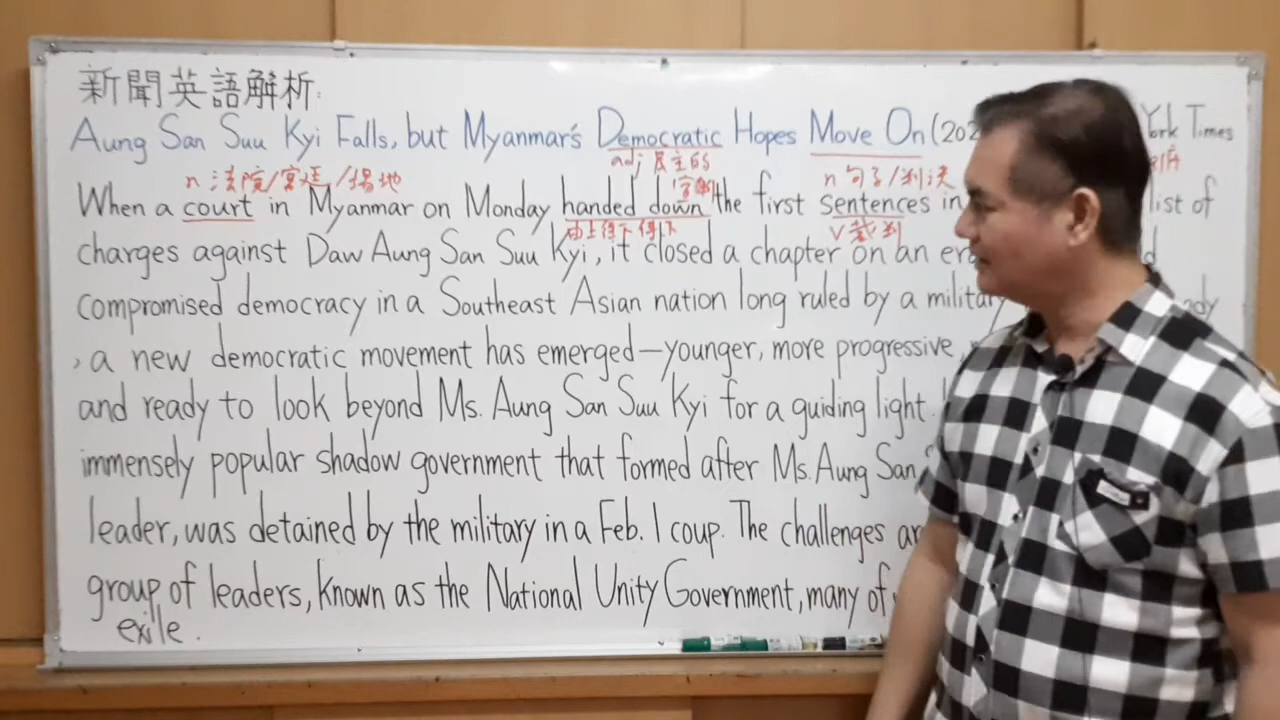 新聞英語解析:
Aung San Suu Kyi Falls, but Myanmar's Democratic Hopes Move On (202 York Times
adj 民主的
n 法院/宮廷/場地 宣判 n 句子/判決
When a court in Myanmar on Monday handed down the first sentences in list of
由上往下傳下 v 裁判
charges against Daw Aung San Suu Kyi, it closed a chapter on an era
compromised democracy in a Southeast Asian nation long ruled by a military
, a new democratic movement has emerged—younger, more progressive,
and ready to look beyond Ms. Aung San Suu Kyi for a guiding light.
immensely popular shadow government that formed after Ms. Aung San
leader, was detained by the military in a Feb. 1 coup. The challenges
group of leaders, known as the National Unity Government, many of
exile.